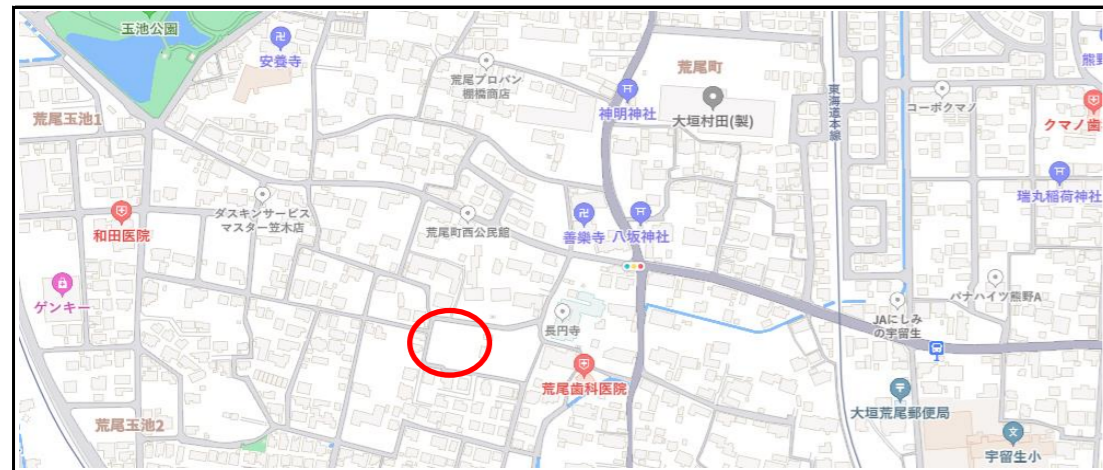 玉池公園
安養寺
荒尾プロパン
棚橋商店
荒尾町
神明神社
大垣村田(製)
東海道本線
コーポクマノ
熊野
クマノ歯
荒尾玉池1
瑞丸稲荷神社
和田医院
ダスキンサービス
マスター笠木店
荒尾町西公民館
善樂寺
八坂神社
ゲンキー
長円寺
JAにしみ
の宇留生
パナハイツ熊野A
荒尾歯科医院
大垣荒尾郵便局
荒尾玉池2
宇留生小
文